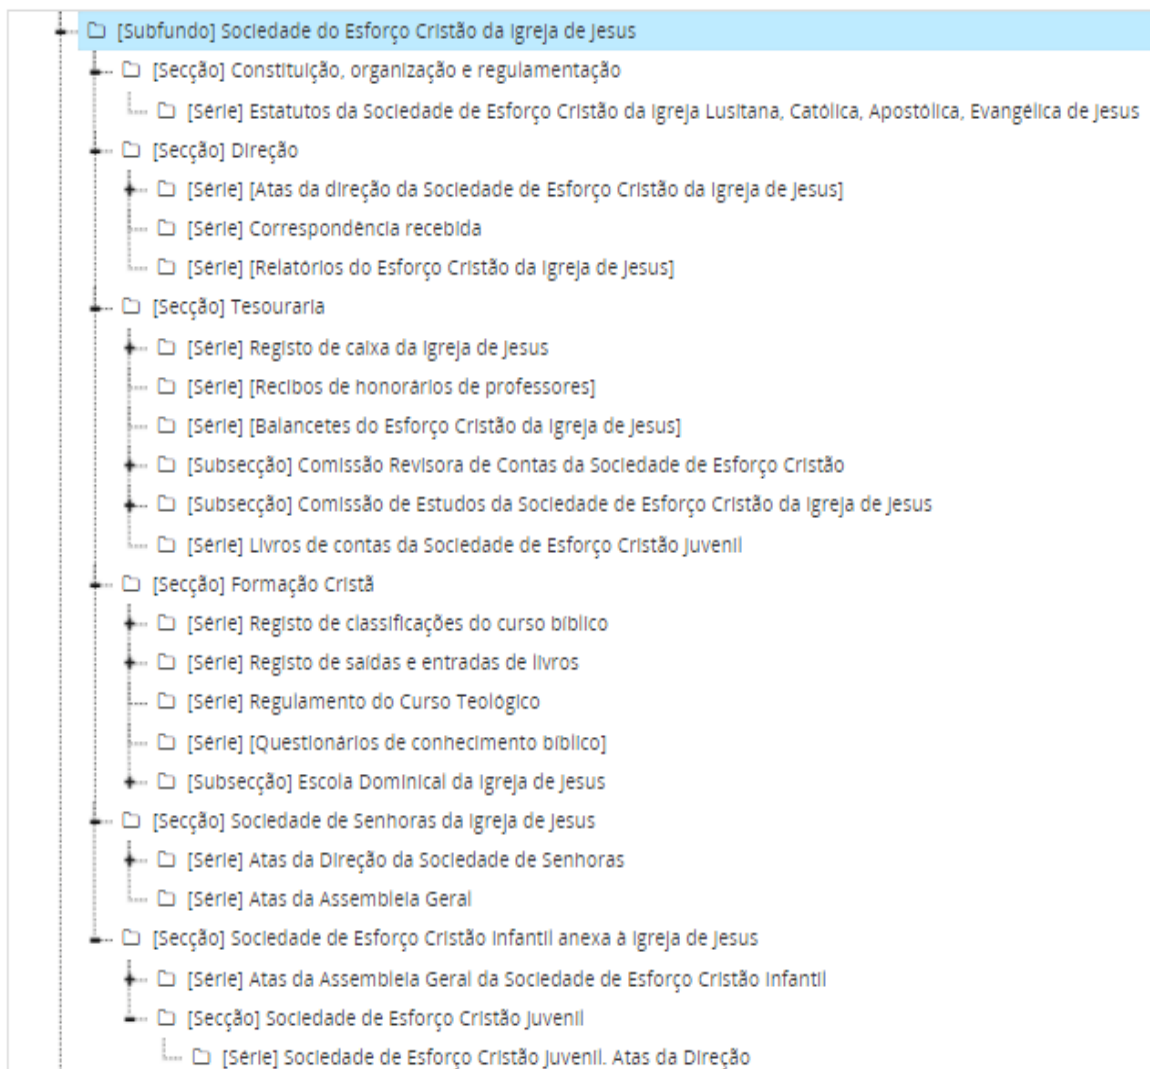 [Subfundo] Sociedade do Esforço Cristão da Igreja de Jesus
[Secção] Constituição, organização e regulamentação
[Série] Estatutos da Sociedade de Esforço Cristão da Igreja Lusitana, Católica, Apostólica, Evangélica de Jesus
[Secção] Direção
[Série] [Atas da direção da Sociedade de Esforço Cristão da Igreja de Jesus]
[Série] Correspondência recebida
[Série] [Relatórios do Esforço Cristão da Igreja de Jesus]
[Secção] Tesouraria
[Série] Registo de caixa da Igreja de Jesus
[Série] [Recibos de honorários de professores]
[Série] [Balancetes do Esforço Cristão da Igreja de Jesus]
[Subsecção] Comissão Revisora de Contas da Sociedade de Esforço Cristão
[Subsecção] Comissão de Estudos da Sociedade de Esforço Cristão da Igreja de Jesus
[Série] Livros de contas da Sociedade de Esforço Cristão Juvenil
[Secção] Formação Cristã
[Série] Registo de classificações do curso bíblico
[Série] Registo de saídas e entradas de livros
[Série] Regulamento do Curso Teológico
[Série] [Questionários de conhecimento bíblico]
[Subsecção] Escola Dominical da Igreja de Jesus
[Secção] Sociedade de Senhoras da Igreja de Jesus
[Série] Atas da Direção da Sociedade de Senhoras
[Série] Atas da Assembleia Geral
[Secção] Sociedade de Esforço Cristão Infantil anexa à Igreja de Jesus
[Série] Atas da Assembleia Geral da Sociedade de Esforço Cristão Infantil
[Secção] Sociedade de Esforço Cristão Juvenil
[Série] Sociedade de Esforço Cristão Juvenil. Atas da Direção